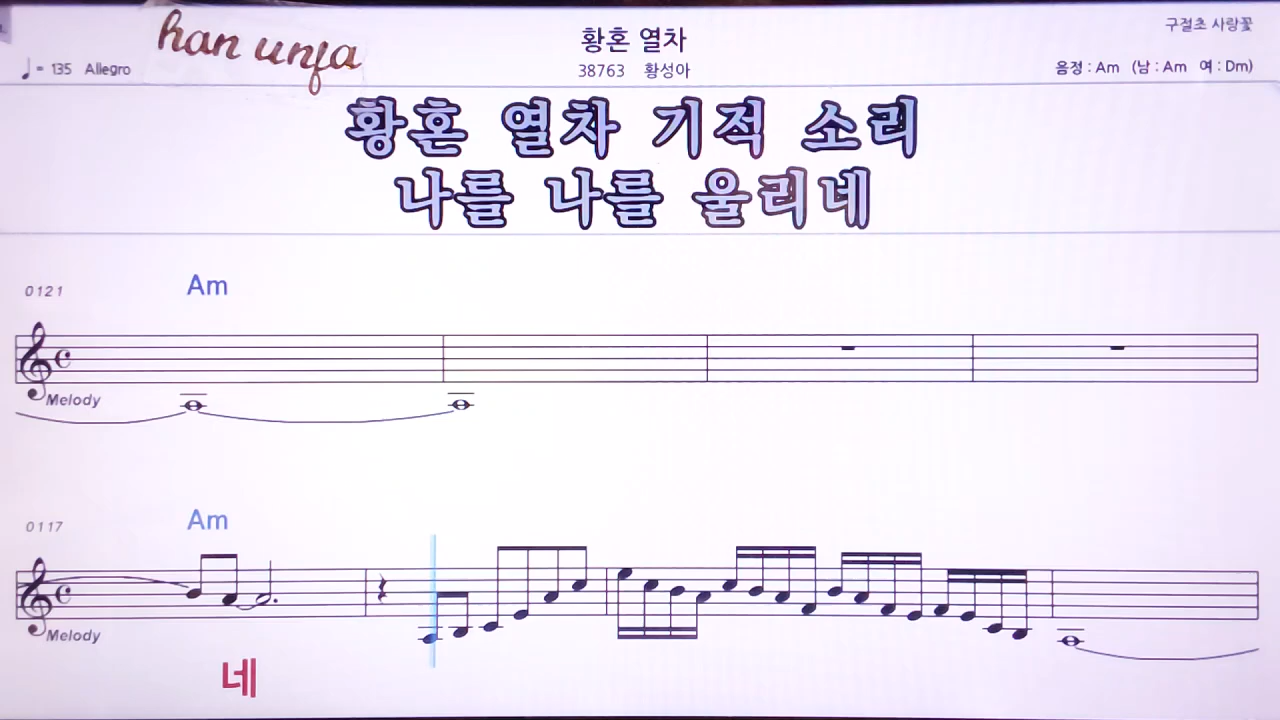 han unja
황혼 열차
구절초 사랑꽃
♩= 135 Allegro
38763 황성아
음정 : Am (남 : Am 여 : Dm)
황혼 열차 기적 소리
나를 나를 울리네
0121
Am
Melody
0117
Am
Melody
네